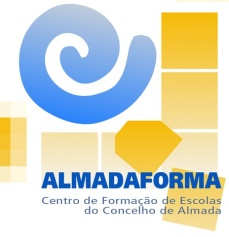 ALMADAFORMA
Centro de Formação de Escolas
do Concelho de Almada